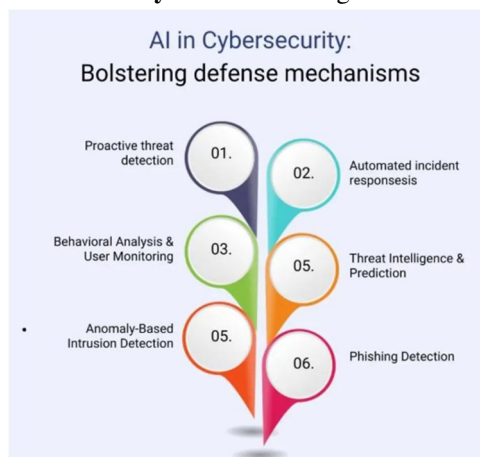 AI in Cybersecurity:
Bolstering defense mechanisms
Proactive threat
detection
01.
02.
Automated incident
responsesis
Behavioral Analysis &
User Monitoring
03.
05.
Threat Intelligence &
Prediction
Anomaly-Based
Intrusion Detection
05.
06.
Phishing Detection